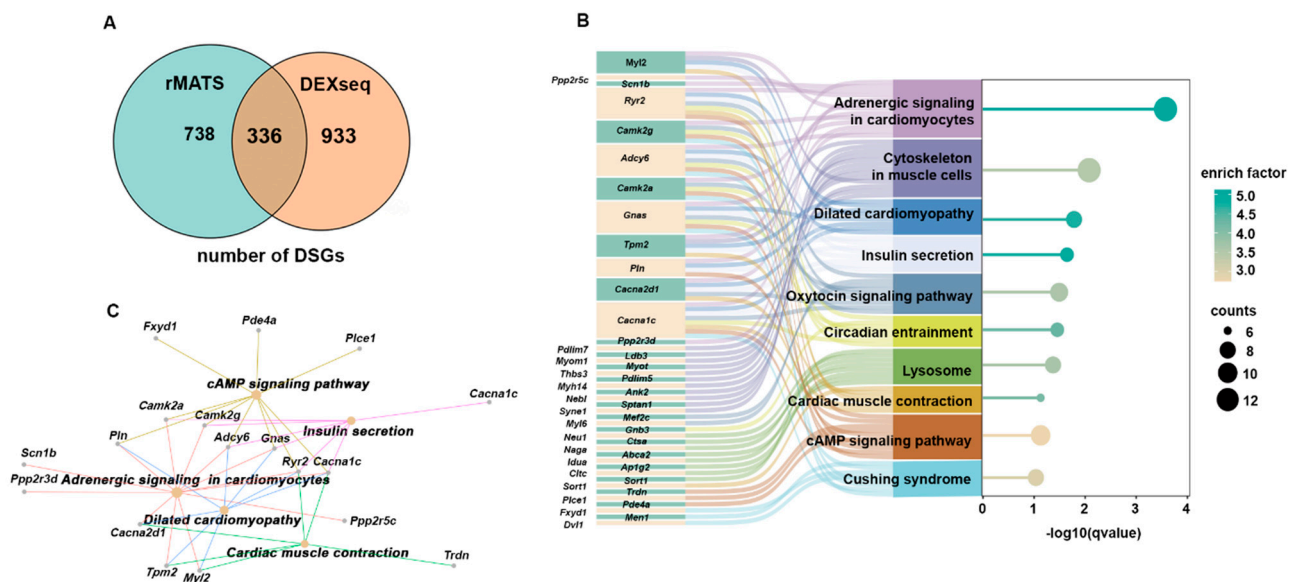 A
rMATS
DEXseq
738
336
933
number of DSGs
B
Myl2
Ppp2r5c
Scn1b
Ryr2
Camk2g
Adcy6
Camk2a
Gnas
Tpm2
Pln
Cacna2d1
Cacna1c
Ppp2r3d
Pdlim7
Ldb3
Myom1
Myot
Thbs3
Pdlim5
Myh14
Ank2
Nebl
Sptan1
Syne1
Mef2c
Myl6
Gnb3
Neu1
Ctsa
Naga
Abca2
Idua
Ap1g2
Cltc
Sort1
Sort1
Trdn
Plce1
Pde4a
Fxyd1
Men1
Dvl1
Adrenergic signaling
in cardiomyocytes
Cytoskeleton
in muscle cells
Dilated cardiomyopathy
Insulin secretion
Oxytocin signaling pathway
Circadian entrainment
Lysosome
Cardiac muscle contraction
cAMP signaling pathway
Cushing syndrome
0 1 2 3 4
-log10(qvalue)
enrich factor
5.0
4.5
4.0
3.5
3.0
counts
6
8
10
12
C
Fxyd1
Pde4a
Plce1
cAMP signaling pathway
Cacna1c
Camk2a
Camk2g
Insulin secretion
Pln
Adcy6
Gnas
Scn1b
Ryr2
Cacna1c
Ppp2r3d
Adrenergic signaling in cardiomyocytes
Dilated cardiomyopathy
Ppp2r5c
Cacna2d1
Cardiac muscle contraction
Trdn
Tpm2
Myl2